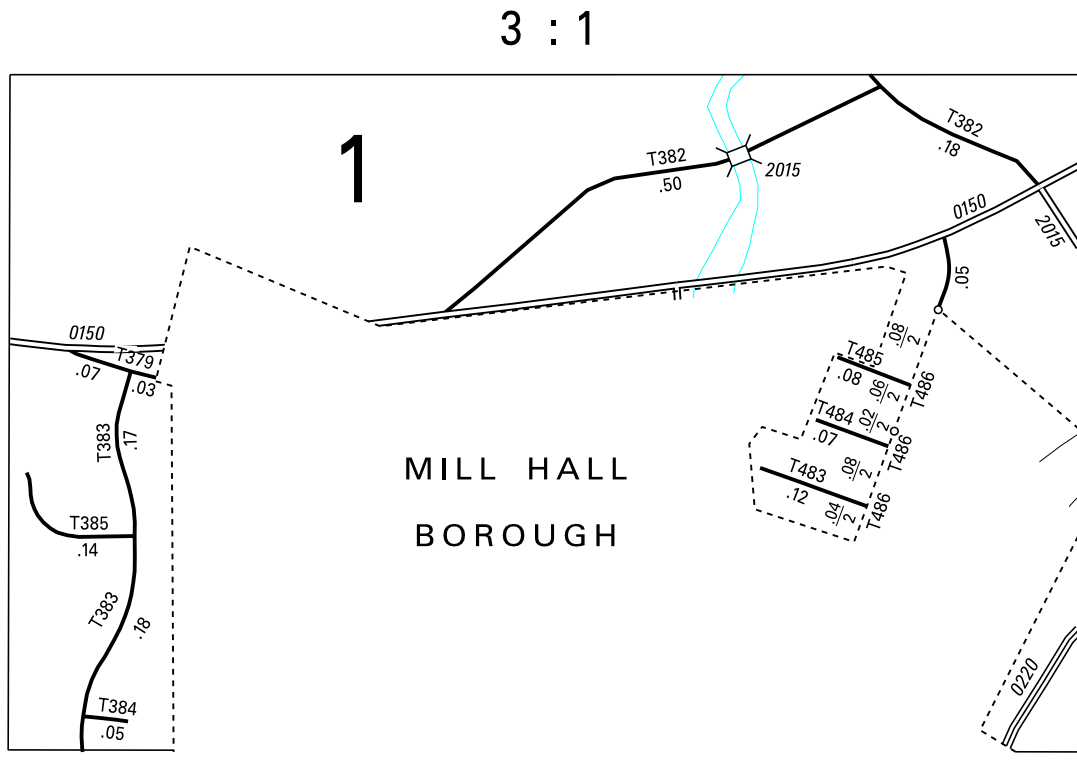 3 : 1
1
T382
.50
2015
T382
.18
0150
2015
.05
0150
T379
.07
.03
T383
.17
T385
.14
T383
.18
T384
.05
MILL HALL
BOROUGH
.08
2
T485
.08
.06
2
T486
T484
.07
.02
2
T486
.08
2
T483
.12
.04
2
T486
0220